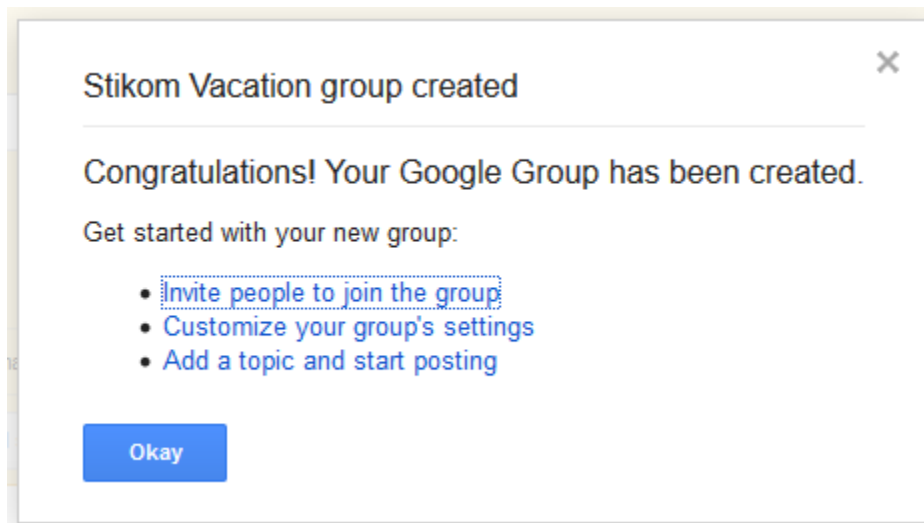 Stikom Vacation group created
Congratulations! Your Google Group has been created.
Get started with your new group:
Invite people to join the group
Customize your group's settings
Add a topic and start posting
Okay